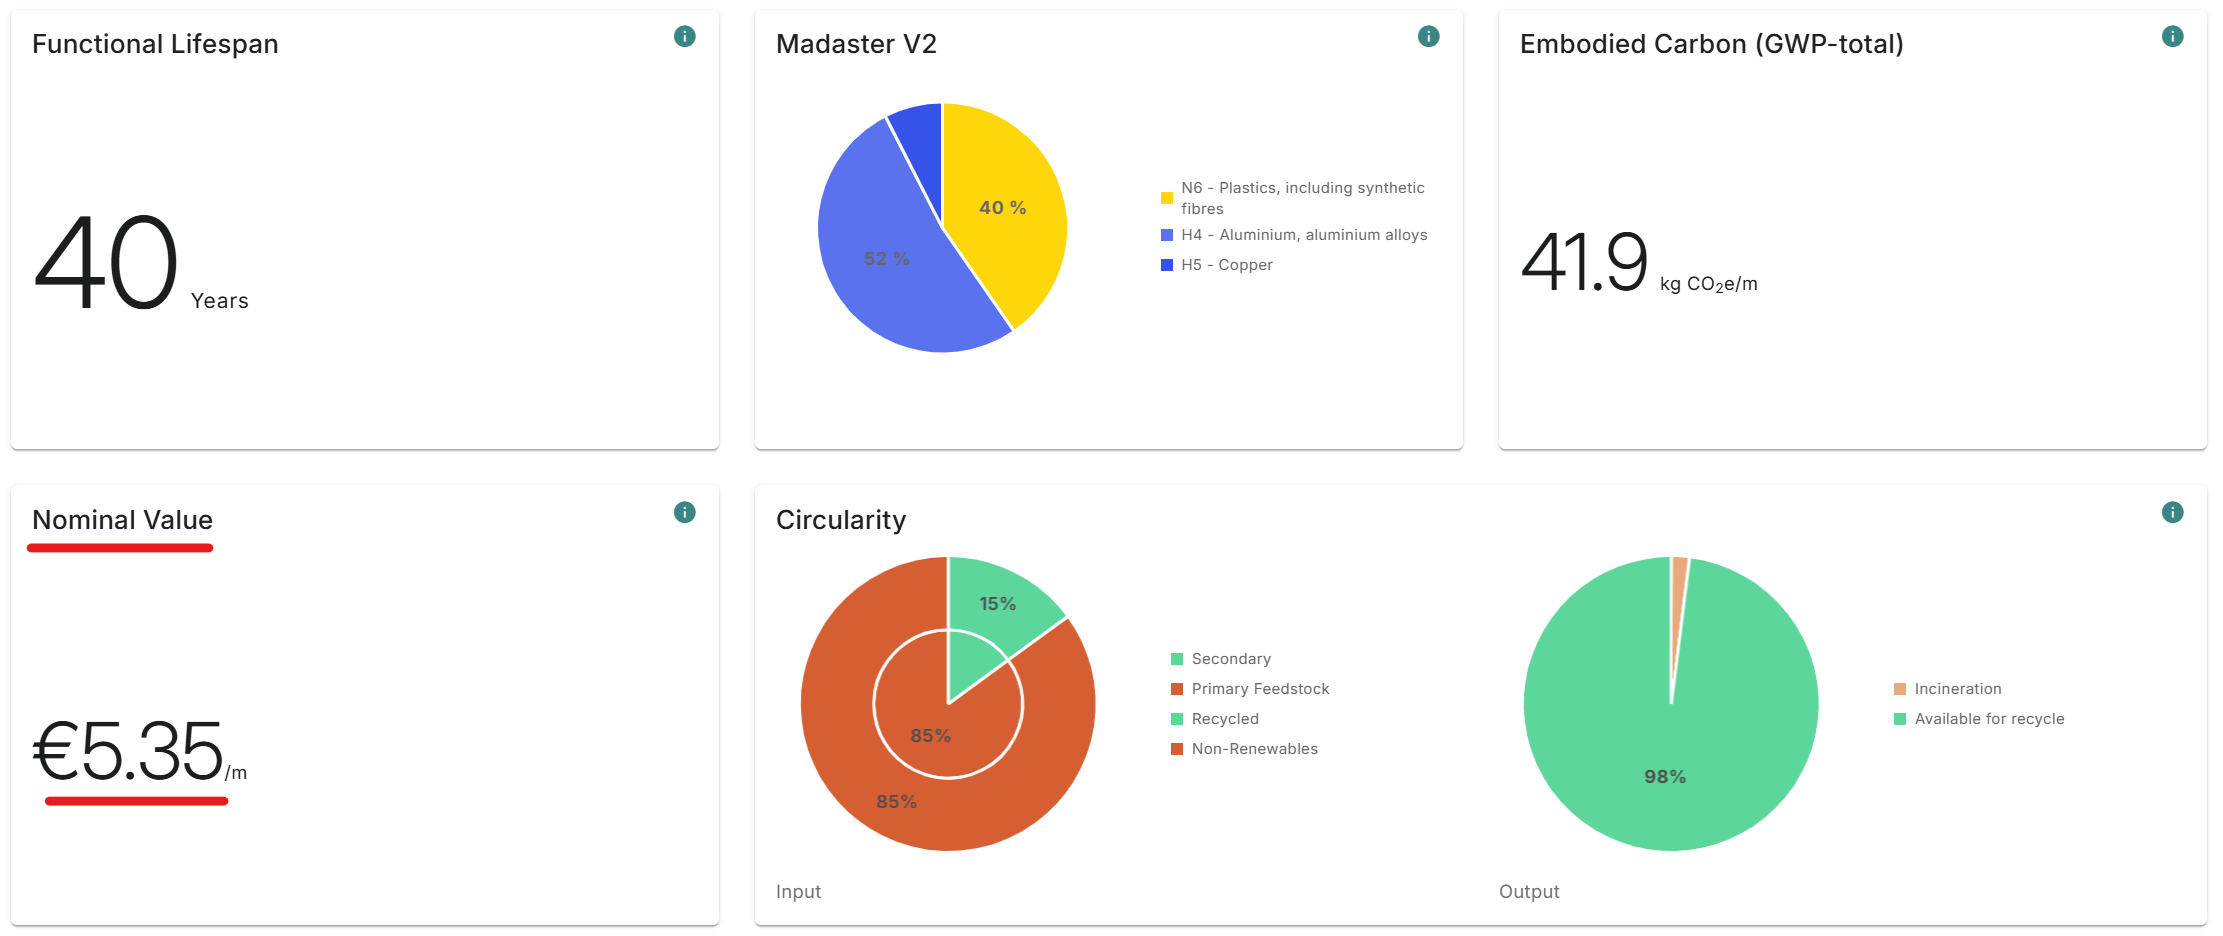 Functional Lifespan
40 Years
Madaster V2
40 %
52 %
N6 - Plastics, including synthetic
fibres
H4 - Aluminium, aluminium alloys
H5 - Copper
Embodied Carbon (GWP-total)
41.9 kg CO₂e/m
Nominal Value
€5.35/m
Circularity
15%
85%
85%
Secondary
Primary Feedstock
Recycled
Non-Renewables
Input
98%
Incineration
Available for recycle
Output